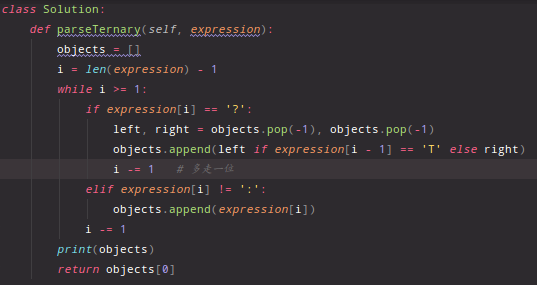 class Solution:
    def parseTernary(self, expression):
        objects = []
        i = len(expression) - 1
        while i >= 1:
            if expression[i] == '?':
                left, right = objects.pop(-1), objects.pop(-1)
                objects.append(left if expression[i - 1] == 'T' else right)
                i -= 1   # 多走一位
            elif expression[i] != ':':
                objects.append(expression[i])
            i -= 1
        print(objects)
        return objects[0]